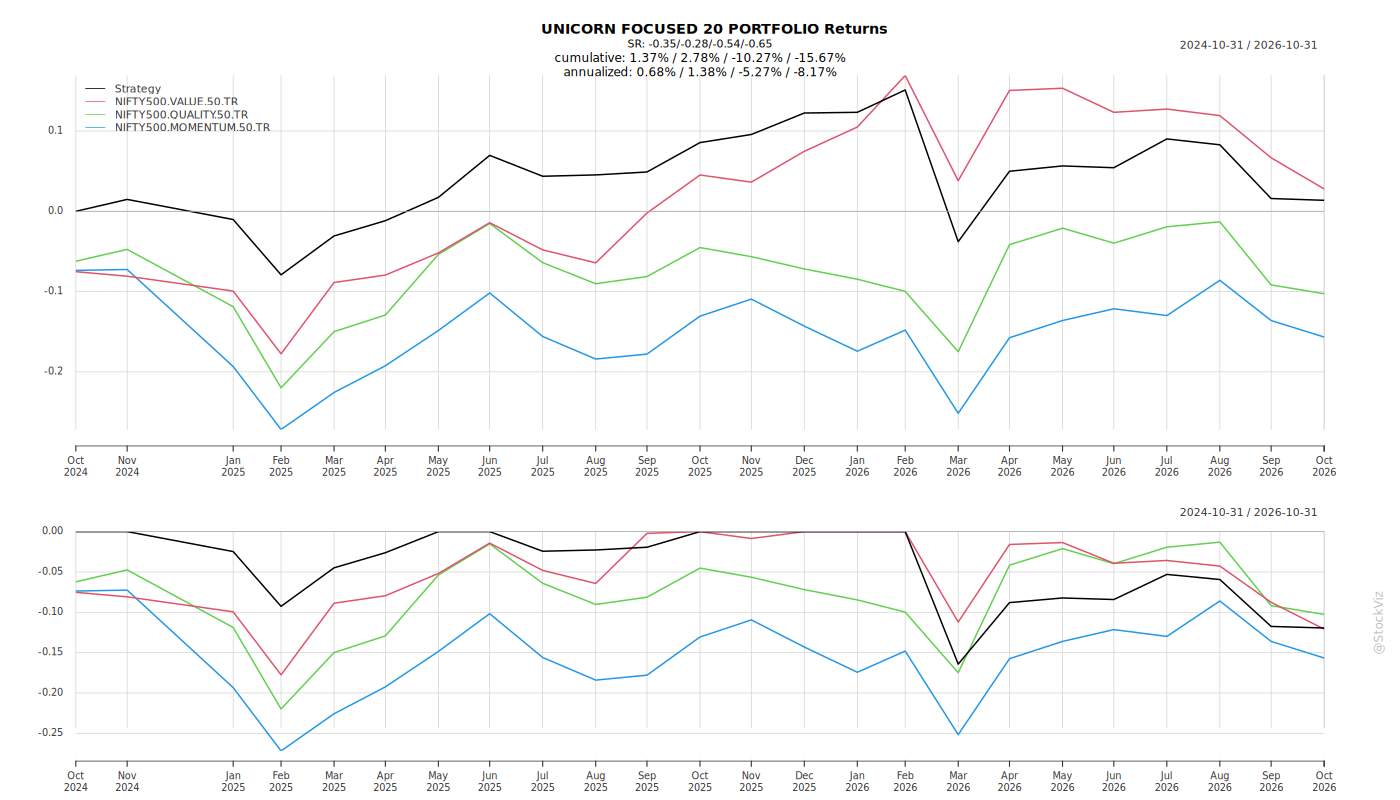 UNICORN FOCUSED 20 PORTFOLIO Returns
SR: -0.35/-0.28/-0.54/-0.65
cumulative: 1.37% / 2.78% / -10.27% / -15.67%
annualized: 0.68% / 1.38% / -5.27% / -8.17%
2024-10-31 / 2026-10-31
Strategy
NIFTY500.VALUE.50.TR
NIFTY500.QUALITY.50.TR
NIFTY500.MOMENTUM.50.TR
0.1
0.0
-0.1
-0.2
Oct Nov Jan Feb Mar Apr May Jun Jul Aug Sep Oct Nov Dec Jan Feb Mar Apr May Jun Jul Aug Sep Oct
2024 2024 2025 2025 2025 2025 2025 2025 2025 2025 2025 2025 2025 2025 2026 2026 2026 2026 2026 2026 2026 2026 2026 2026
2024-10-31 / 2026-10-31
0.00
-0.05
-0.10
-0.15
-0.20
-0.25
Oct Nov Jan Feb Mar Apr May Jun Jul Aug Sep Oct Nov Dec Jan Feb Mar Apr May Jun Jul Aug Sep Oct
2024 2024 2025 2025 2025 2025 2025 2025 2025 2025 2025 2025 2025 2025 2026 2026 2026 2026 2026 2026 2026 2026 2026 2026
@StockViz